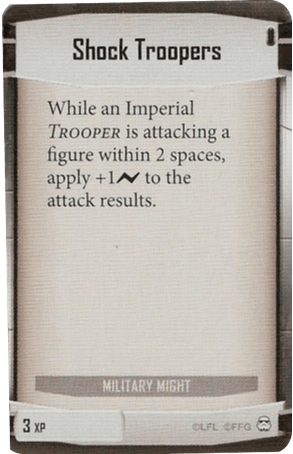 Shock Troopers
While an Imperial
TROOPER is attacking a
figure within 2 spaces,
apply +1 to the
attack results.
MILITARY MIGHT
3 XP
©LFL ©FFG